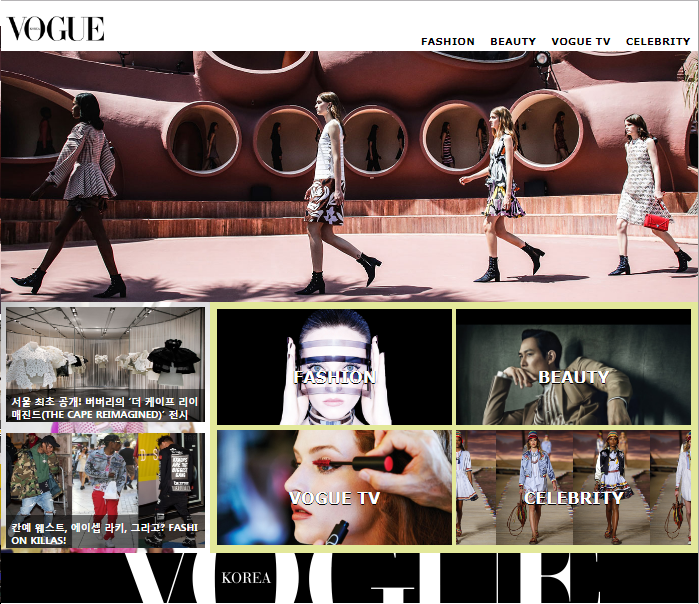 VOGUE
FASHION BEAUTY VOGUE TV CELEBRITY
서울 최초 공개! 버버리의 '더 케이프 리이
매진드(THE CAPE REIMAGINED)' 전시
칸예 웨스트, 에이셉 라키, 그리고? FASHI
ON KILLAS!
FASHION
BEAUTY
VOGUE TV
CELEBRITY
VOGUE
KOREA